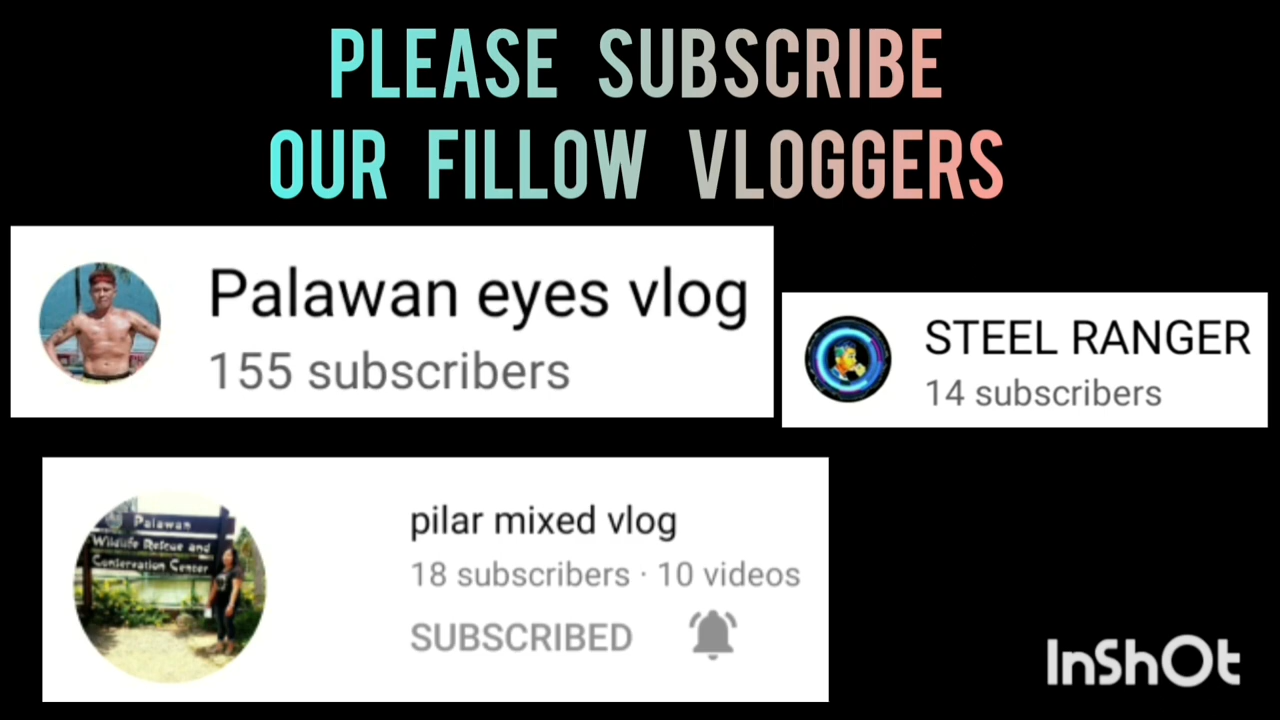 PLEASE SUBSCRIBE
OUR FILLOW VLOGGERS
Palawan eyes vlog
155 subscribers
STEEL RANGER
14 subscribers
Palawan
Wildlife Rescue and
Conservation Center
pilar mixed vlog
18 subscribers · 10 videos
SUBSCRIBED
InShOt